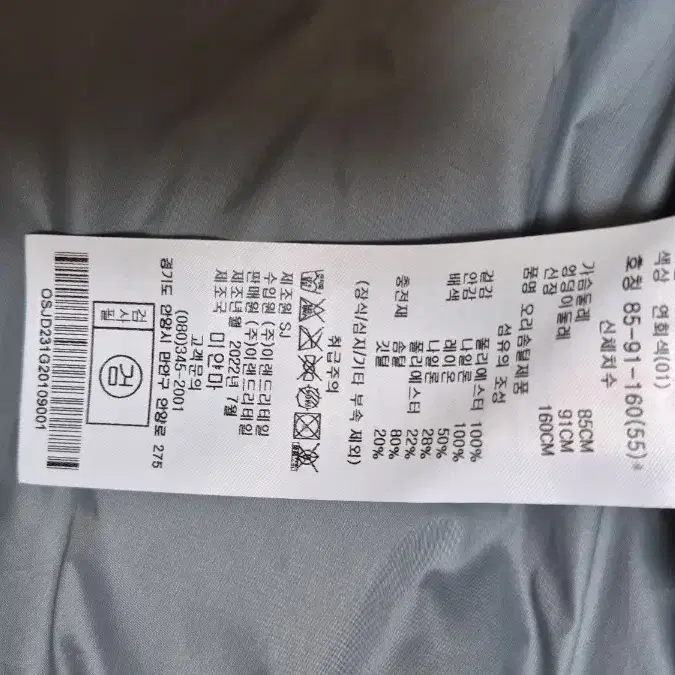 색상 연회색(01)
호칭 85-91-160(55)
신체치수
가슴둘레 85CM
엉덩이둘레 91CM
신장 160CM
품명 오리솜털제품
섬유의 조성
겉감 폴리에스터 100%
안감 나일론 100%
배색 레이온 50%
나일론 28%
폴리에스터 22%
충전재 솜털 80%
깃털 20%
(장식/심지/기타 부속 제외)
취급주의
제조원 SJ
수입원 (주)이랜드리테일
판매원 (주)이랜드리테일
제조년월 2022년 7월
제조국 미얀마
고객문의
(080)345-2001
경기도 안양시 만안구 안양로 275
검사필
검
OSJD231G20109001